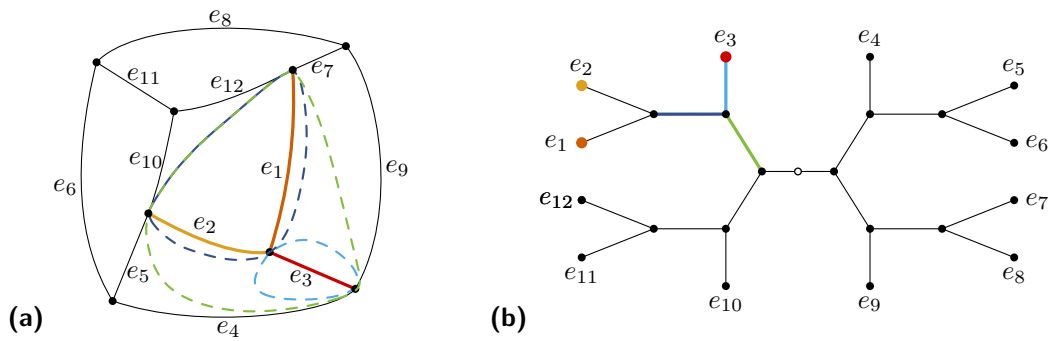 e₈
e₁₁
e₁₂
e₇
e₆
e₁₀
e₁
e₉
e₂
e₅
e₃
e₄
(a)
e₃
e₄
e₂
e₅
e₁
e₆
e₁₂
e₇
e₁₁
e₈
e₁₀
e₉
(b)